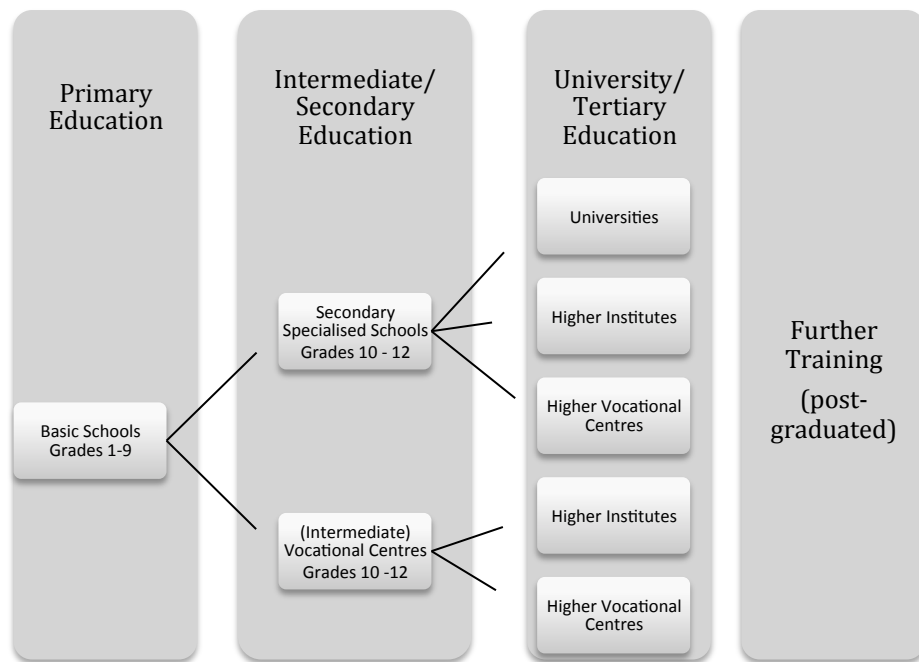 Primary
Education
Basic Schools
Grades 1-9
Intermediate/
Secondary
Education
Secondary
Specialised Schools
Grades 10 - 12
(Intermediate)
Vocational Centres
Grades 10 -12
University/
Tertiary
Education
Universities
Higher Institutes
Higher Vocational
Centres
Higher Institutes
Higher Vocational
Centres
Further
Training
(post-
graduated)